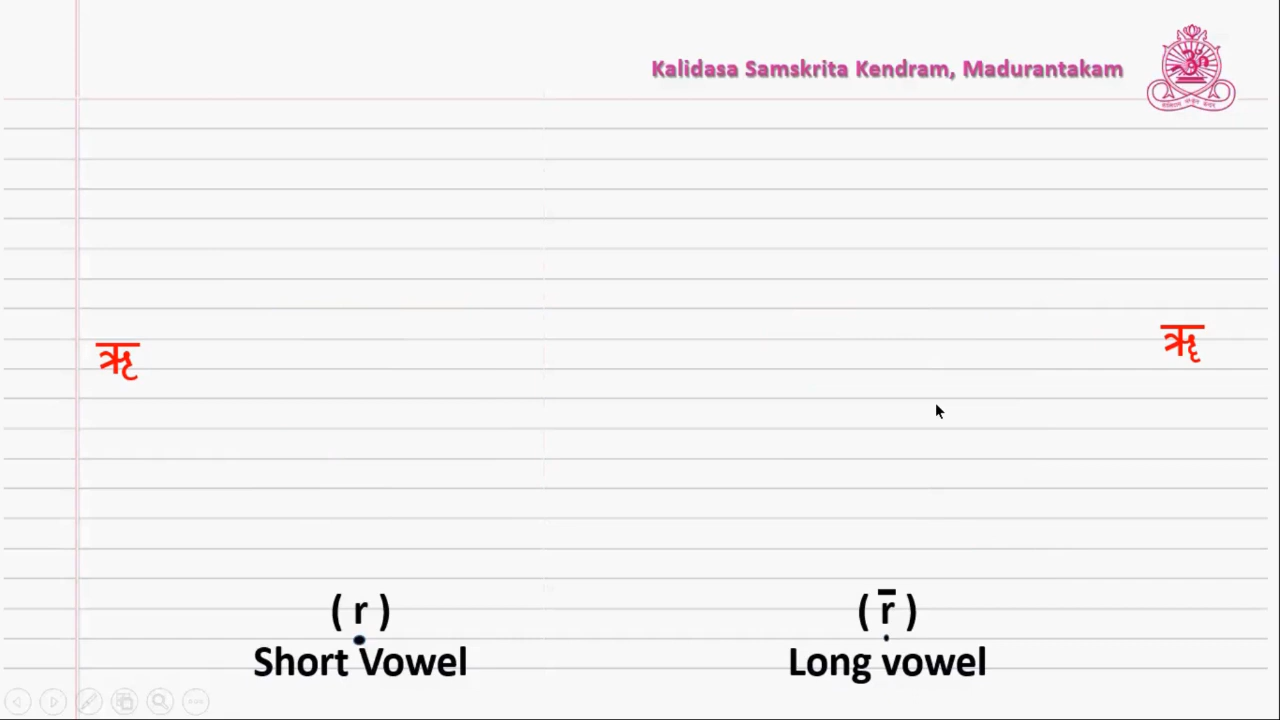 Kalidasa Samskrita Kendram, Madurantakam
ऋ
ॠ
( ṛ )
( ṝ )
Short Vowel
Long vowel